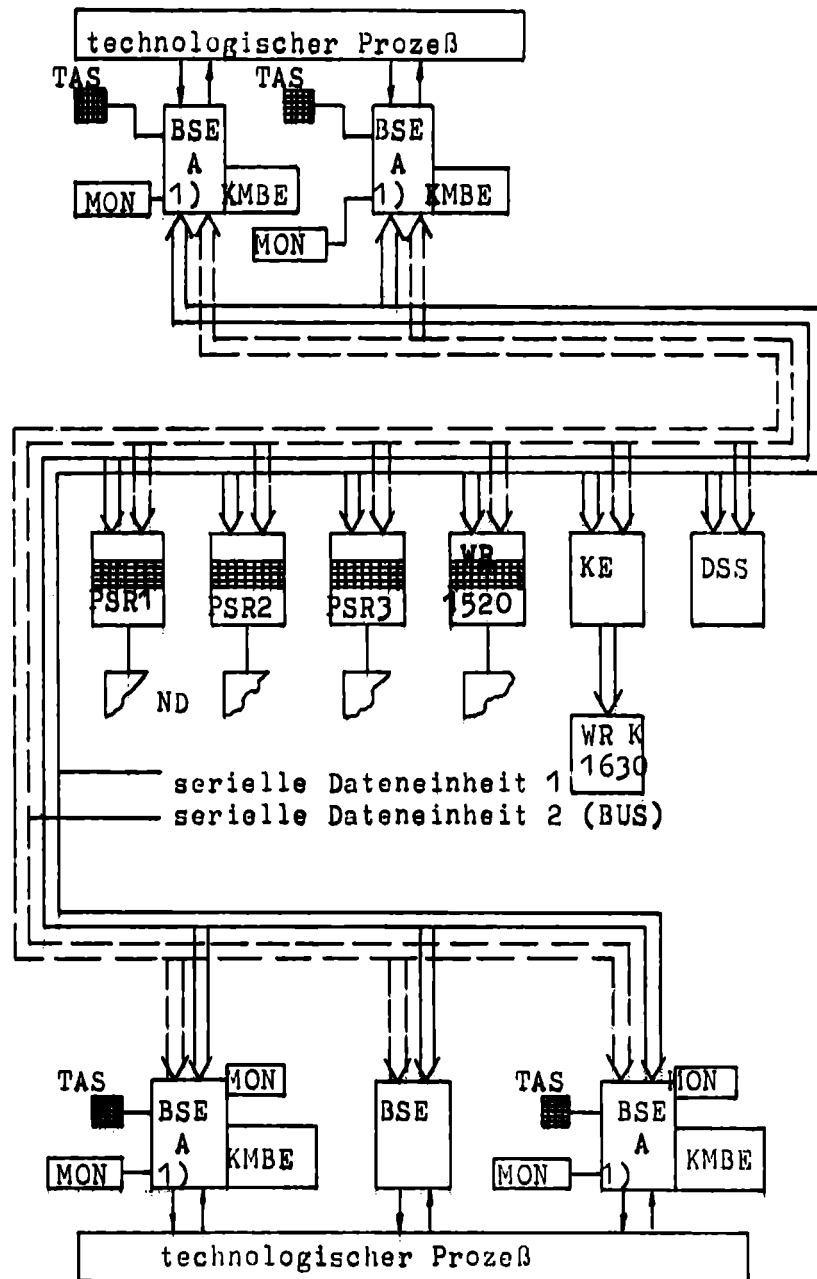 technologischer Prozeß
TAS
TAS
BSE
A
1)
BSE
A
1)
MON
KMBE
KMBE
MON
PSR1
PSR2
PSR3
WR
1520
KE
DSS
ND
WR K
1630
serielle Dateneinheit 1
serielle Dateneinheit 2 (BUS)
TAS
MON
BSE
A
1)
KMBE
MON
BSE
TAS
MON
BSE
A
1)
KMBE
MON
technologischer Prozeß